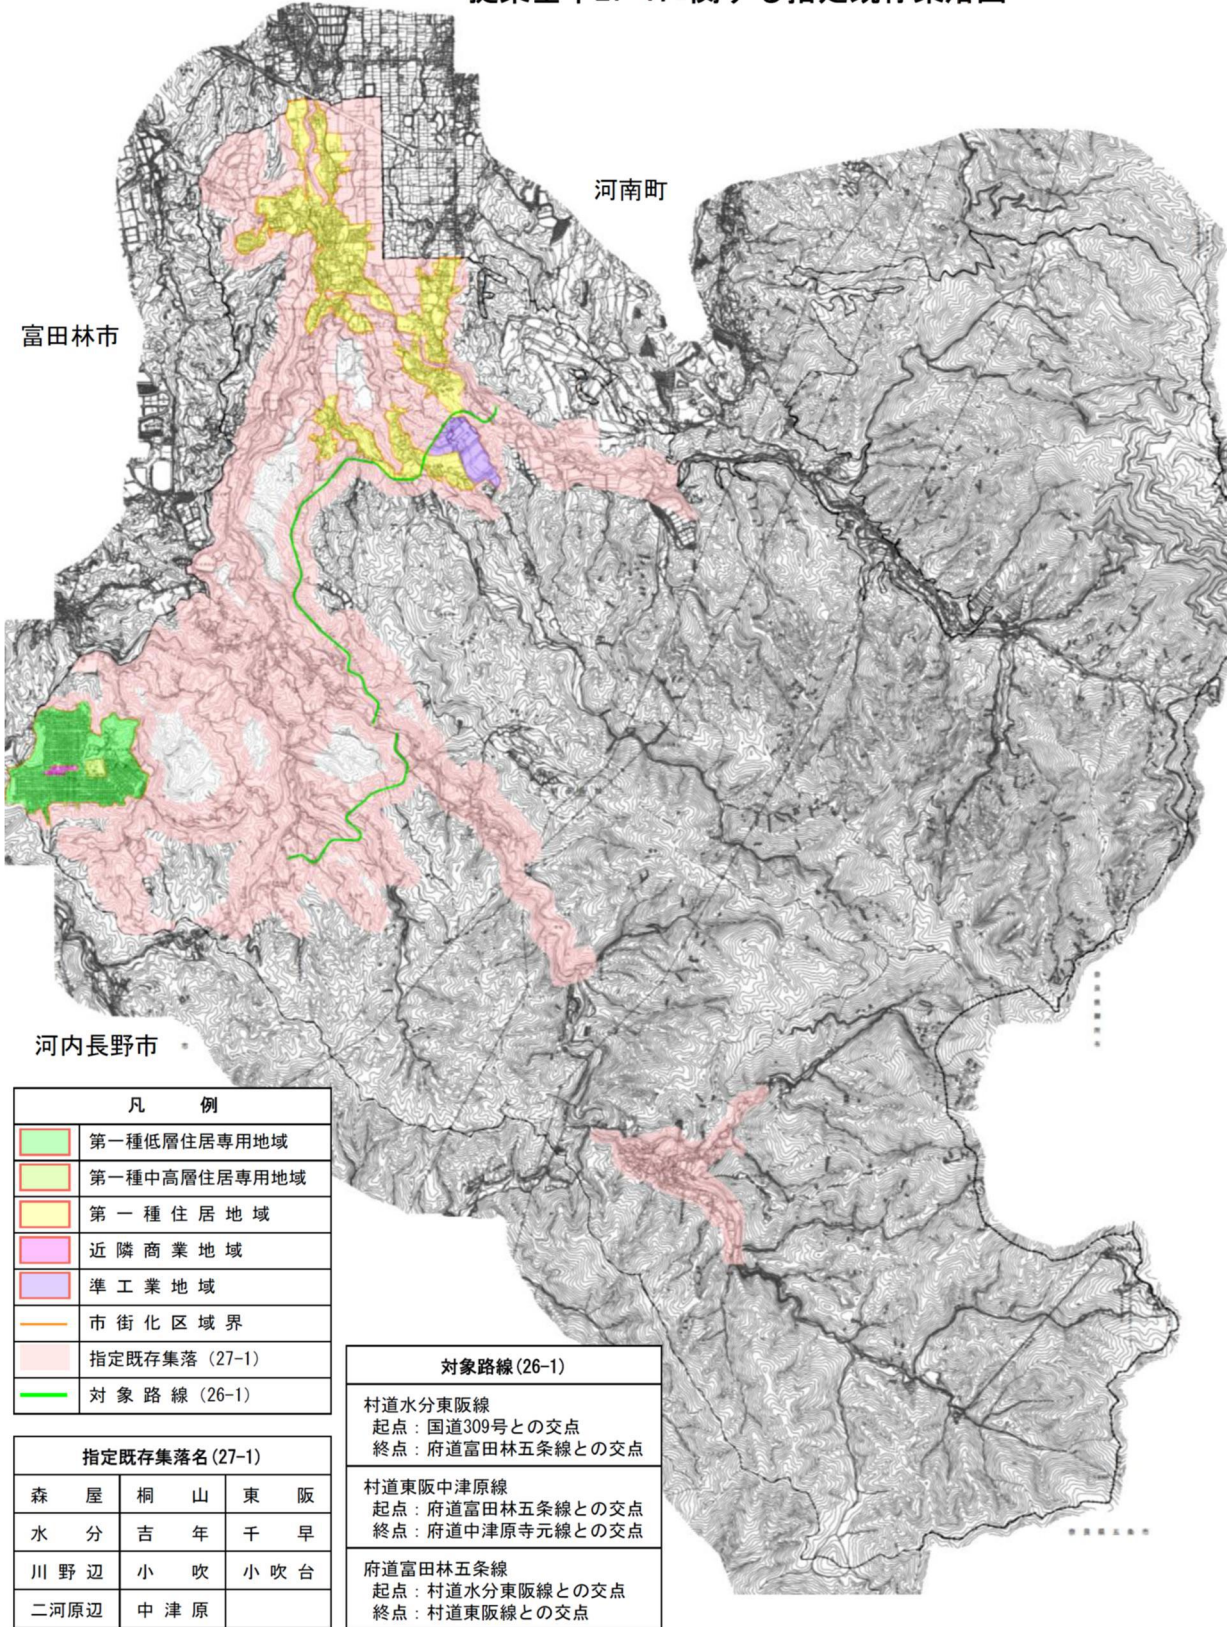 河南町
富田林市
河内長野市
凡 例
第一種低層住居専用地域
第一種中高層住居専用地域
第一種住居地域
近隣商業地域
準工業地域
市街化区域界
指定既存集落(27-1)
対象路線(26-1)
対象路線(26-1)
村道水分東阪線
起点：国道309号との交点
終点：府道富田林五条線との交点
村道東阪中津原線
起点：府道富田林五条線との交点
終点：府道中津原寺元線との交点
府道富田林五条線
起点：村道水分東阪線との交点
終点：村道東阪線との交点
指定既存集落名(27-1)
森屋 桐山 東阪
水分 吉年 千早
川野辺 小吹 小吹台
二河原辺 中津原